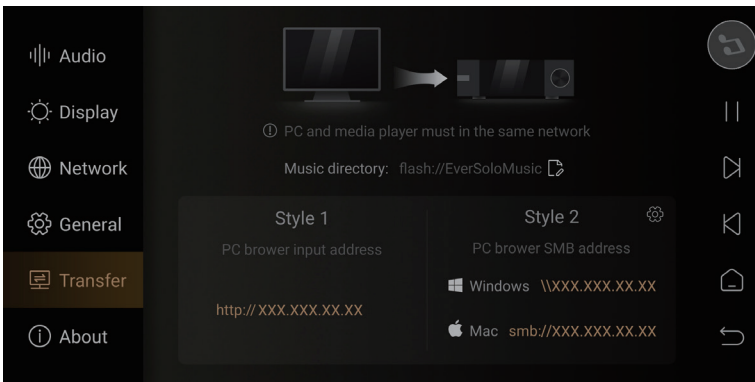 Audio
Display
Network
General
Transfer
About
PC and media player must in the same network
Music directory: flash://EverSoloMusic
Style 1
PC brower input address
http://XXX.XXX.XX.XX
Style 2
PC brower SMB address
Windows \\XXX.XXX.XX.XX
Mac smb://XXX.XXX.XX.XX